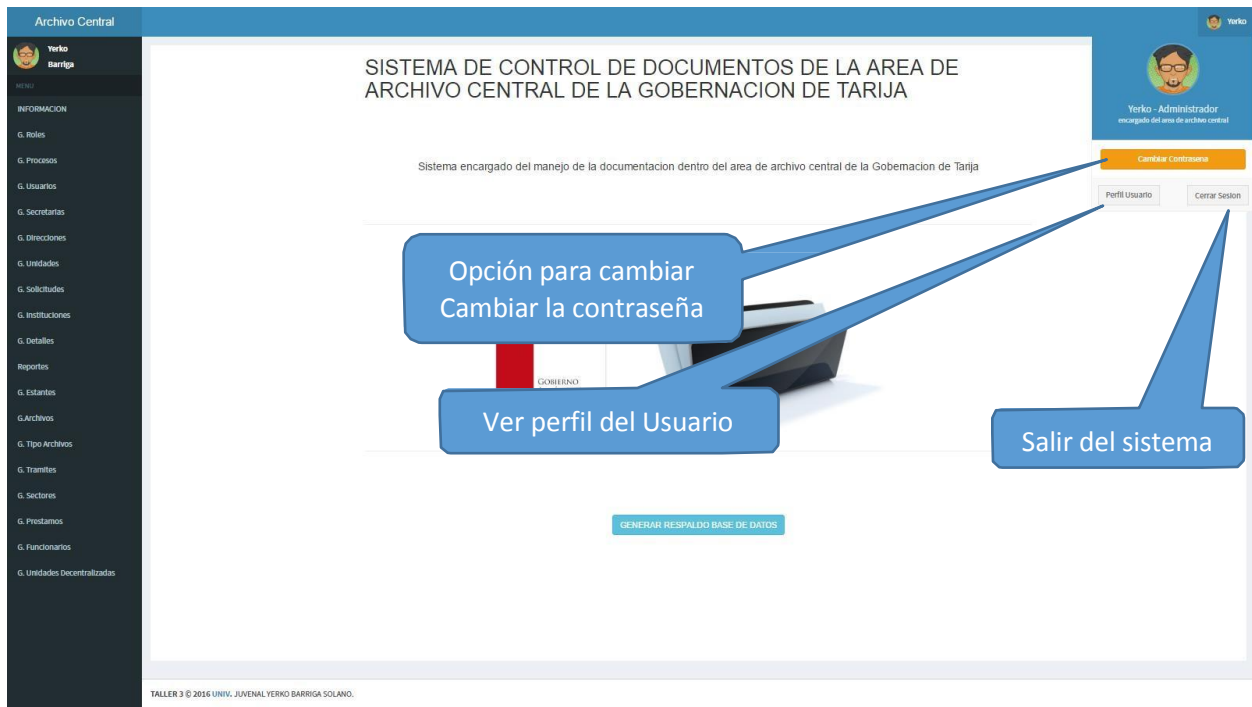 Archivo Central
Yerko
Yerko
Barriga
MENU
INFORMACION
G. Roles
G. Procesos
G. Usuarios
G. Secretarias
G. Direcciones
G. Unidades
G. Solicitudes
G. Instituciones
G. Detalles
Reportes
G. Estantes
G.Archivos
G. Tipo Archivos
G. Tramites
G. Sectores
G. Prestamos
G. Funcionarios
G. Unidades Decentralizadas
SISTEMA DE CONTROL DE DOCUMENTOS DE LA AREA DE
ARCHIVO CENTRAL DE LA GOBERNACION DE TARIJA
Sistema encargado del manejo de la documentacion dentro del area de archivo central de la Gobernacion de Tarija
Yerko - Administrador
encargado del area de archivo central
Cambiar Contrasena
Perfil Usuario
Cerrar Sesion
Opción para cambiar
Cambiar la contraseña
GOBIERNO
Ver perfil del Usuario
Salir del sistema
GENERAR RESPALDO BASE DE DATOS
TALLER 3 © 2016 UNIV. JUVENAL YERKO BARRIGA SOLANO.